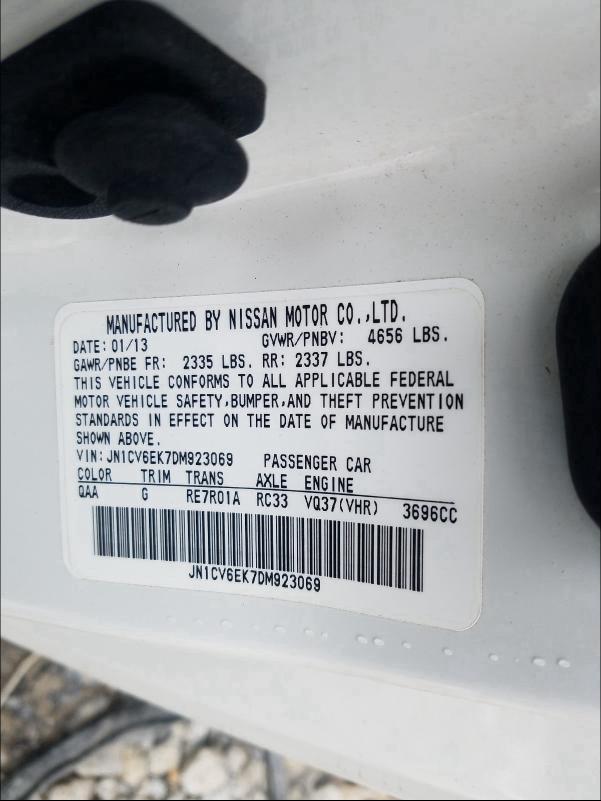 MANUFACTURED BY NISSAN MOTOR CO.,LTD.
DATE: 01/13 GVWR/PNBV: 4656 LBS.
GAWR/PNBE FR: 2335 LBS. RR: 2337 LBS.
THIS VEHICLE CONFORMS TO ALL APPLICABLE FEDERAL
MOTOR VEHICLE SAFETY,BUMPER,AND THEFT PREVENTION
STANDARDS IN EFFECT ON THE DATE OF MANUFACTURE
SHOWN ABOVE.
VIN: JN1CV6EK7DM923069 PASSENGER CAR
COLOR TRIM TRANS AXLE ENGINE
QAA G RE7R01A RC33 VQ37(VHR) 3696CC
JN1CV6EK7DM923069